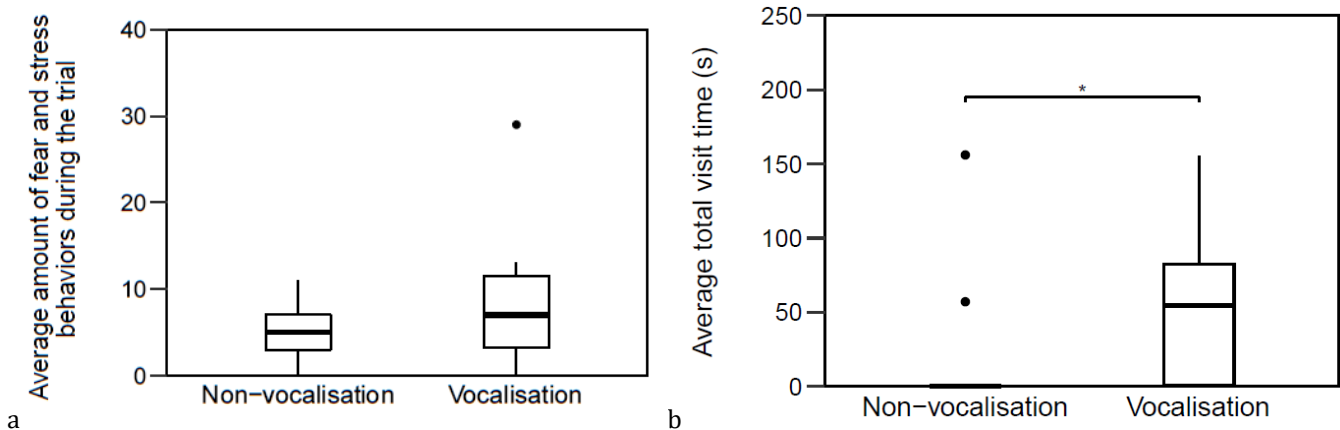 Average amount of fear and stress
behaviors during the trial
40
30
20
10
0
Non-vocalisation Vocalisation
a
Average total visit time (s)
250
200
150
100
50
0
*
Non-vocalisation Vocalisation
b